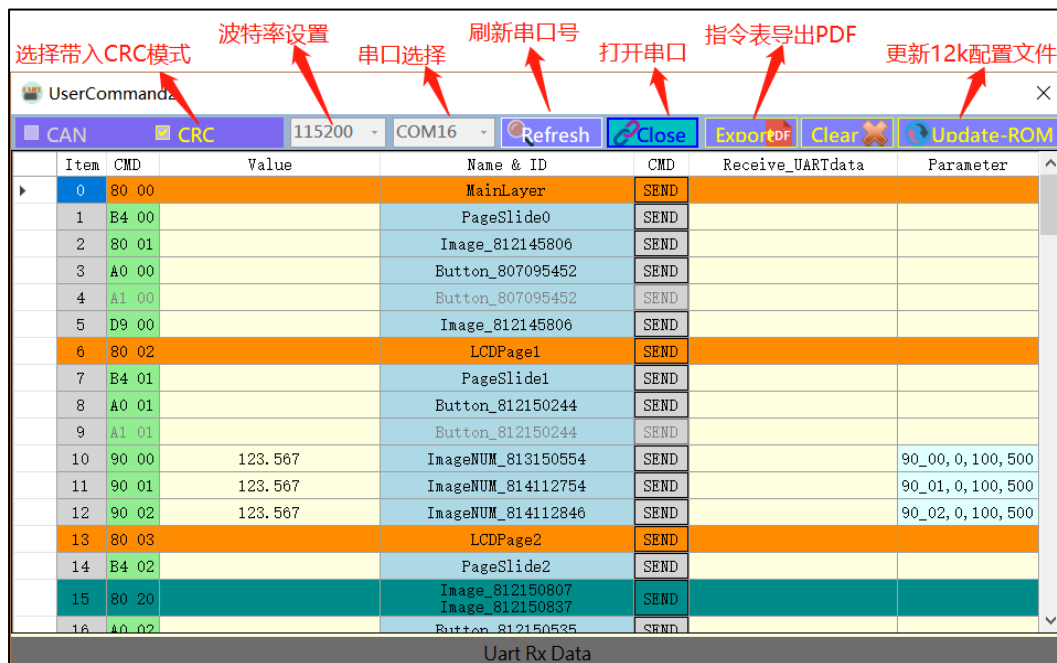 选择带入CRC模式 波特率设置 串口选择 刷新串口号 打开串口 指令表导出PDF 更新12k配置文件
CAN CRC 115200 COM16 Refresh Close Export PDF Clear Update-ROM
Item CMD Value Name & ID CMD Receive_UARTdata Parameter
0 80 00 MainLayer SEND
1 B4 00 PageSlide0 SEND
2 80 01 Image_812145806 SEND
3 A0 00 Button_807095452 SEND
4 A1 00 Button_807095452 SEND
5 D9 00 Image_812145806 SEND
6 80 02 LCDPage1 SEND
7 B4 01 PageSlide1 SEND
8 A0 01 Button_812150244 SEND
9 A1 01 Button_812150244 SEND
10 90 00 123.567 ImageNUM_813150554 SEND 90_00,0,100,500
11 90 01 123.567 ImageNUM_814112754 SEND 90_01,0,100,500
12 90 02 123.567 ImageNUM_814112846 SEND 90_02,0,100,500
13 80 03 LCDPage2 SEND
14 B4 02 PageSlide2 SEND
15 80 20 Image_812150807 SEND
Image_812150837
16 A0 02 Button_812150535 SEND
Uart Rx Data